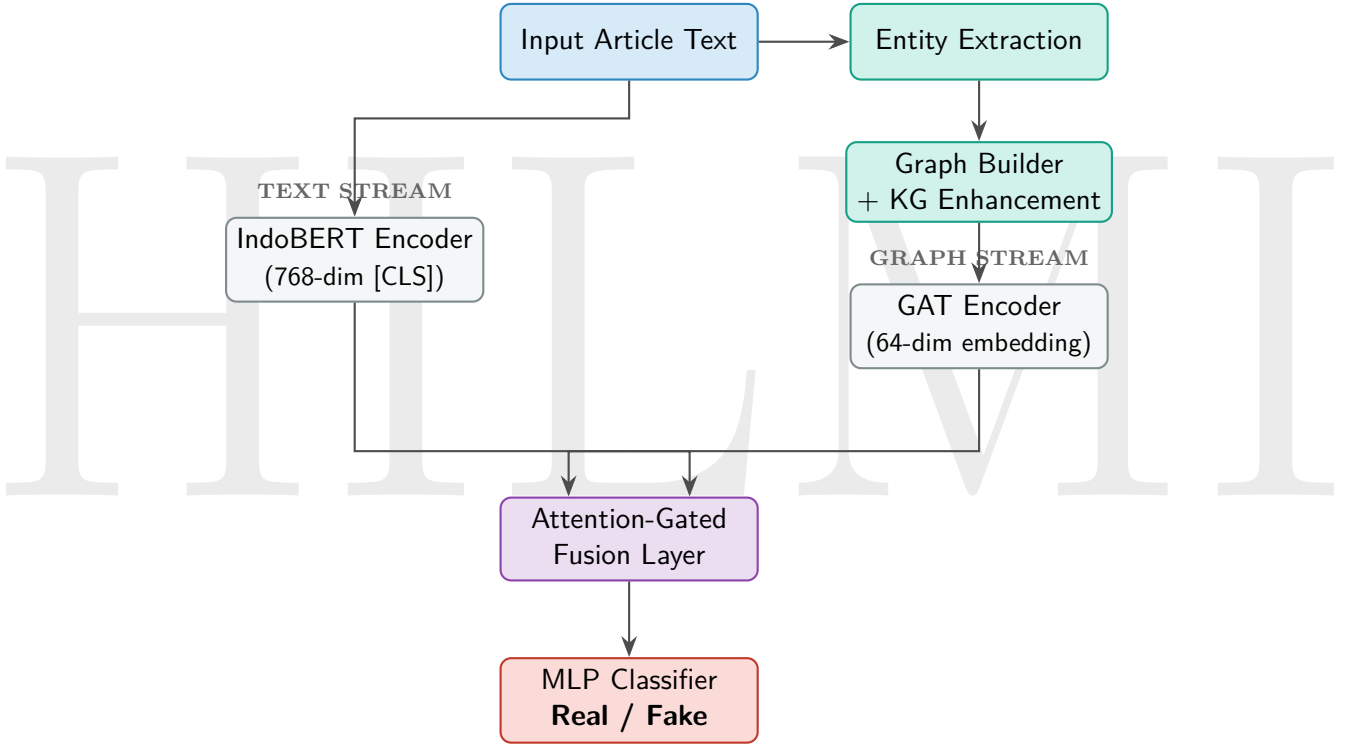 Input Article Text
Entity Extraction
Graph Builder
+ KG Enhancement
TEXT STREAM
IndoBERT Encoder
(768-dim [CLS])
GRAPH STREAM
GAT Encoder
(64-dim embedding)
HILMI
Attention-Gated
Fusion Layer
MLP Classifier
Real / Fake